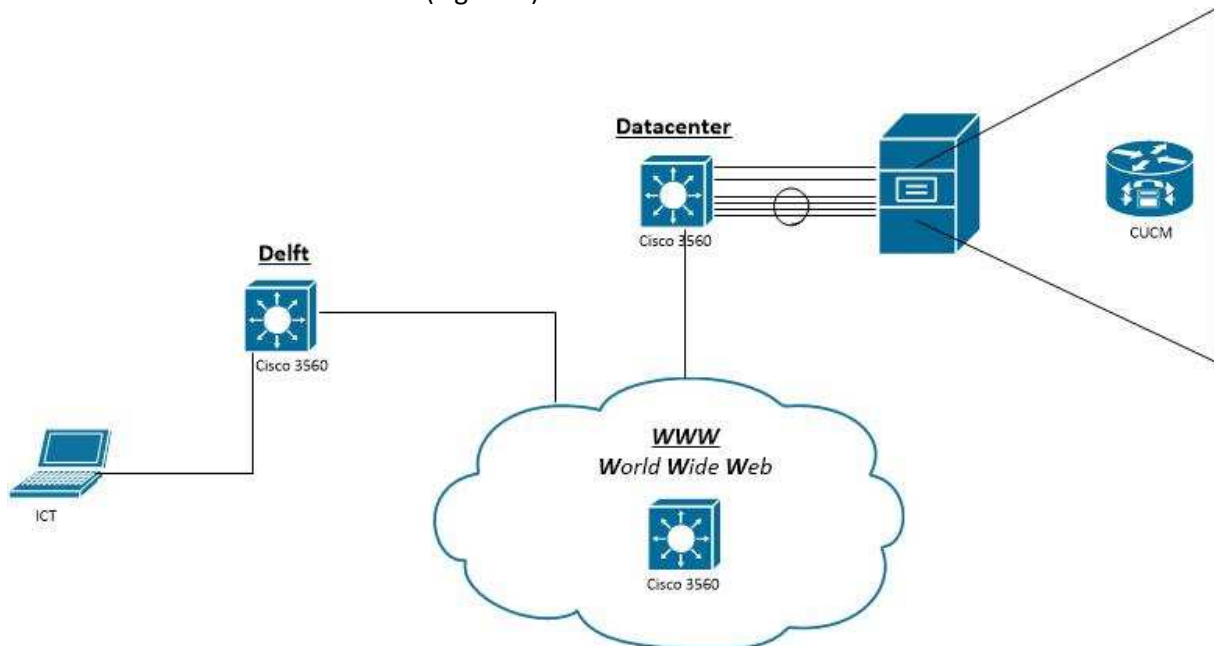 Datacenter
Cisco 3560
CUCM
Delft
Cisco 3560
WWW
World Wide Web
Cisco 3560
ICT